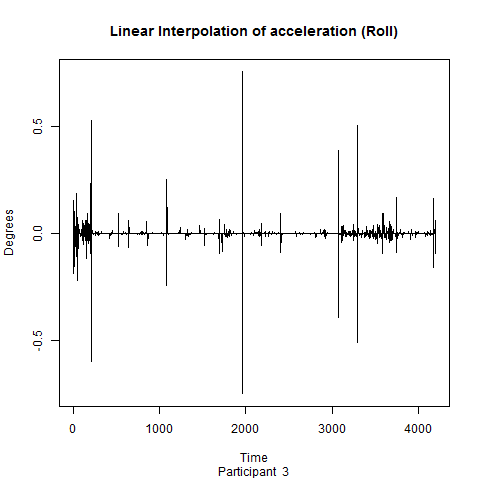 Linear Interpolation of acceleration (Roll)
Degrees
0.5
0.0
-0.5
0 1000 2000 3000 4000
Time
Participant 3